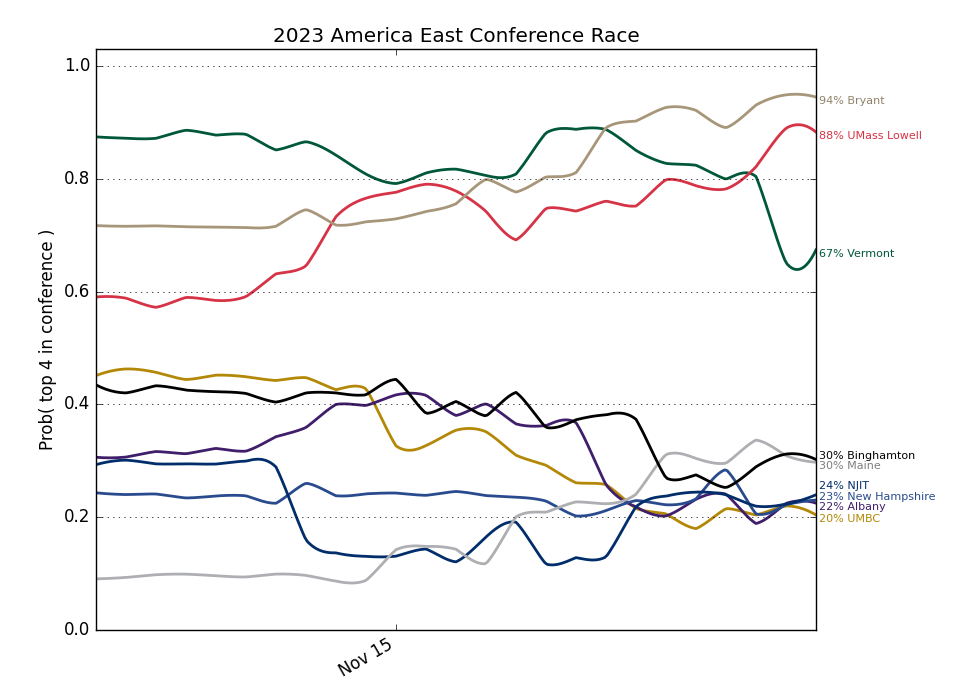 2023 America East Conference Race
1.0
0.8
0.6
0.4
0.2
0.0
Prob( top 4 in conference )
Nov 15
94% Bryant
88% UMass Lowell
67% Vermont
30% Binghamton
30% Maine
24% NJIT
23% New Hampshire
22% Albany
20% UMBC